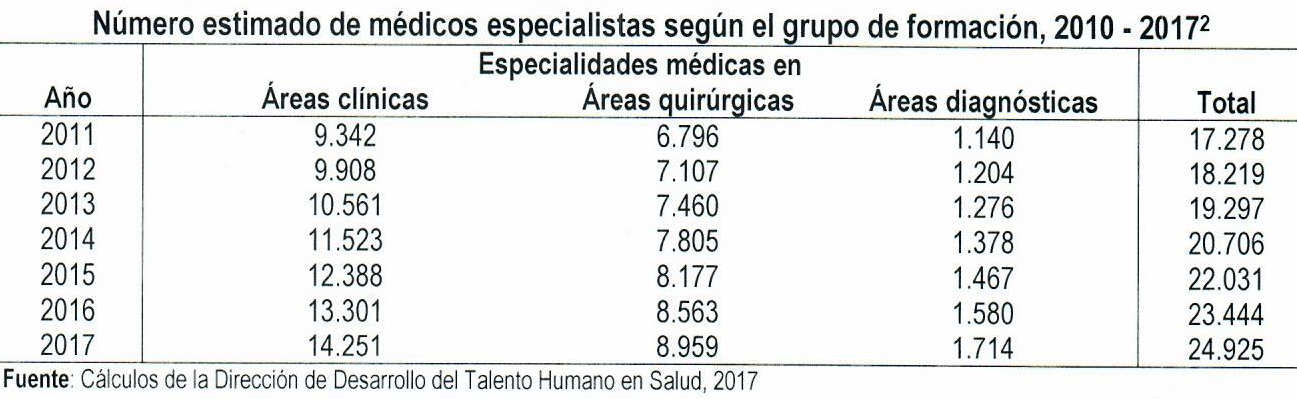 Número estimado de médicos especialistas según el grupo de formación, 2010 - 2017²
Especialidades médicas en
Año Áreas clínicas Áreas quirúrgicas Áreas diagnósticas Total
2011 9.342 6.796 1.140 17.278
2012 9.908 7.107 1.204 18.219
2013 10.561 7.460 1.276 19.297
2014 11.523 7.805 1.378 20.706
2015 12.388 8.177 1.467 22.031
2016 13.301 8.563 1.580 23.444
2017 14.251 8.959 1.714 24.925
Fuente: Cálculos de la Dirección de Desarrollo del Talento Humano en Salud, 2017